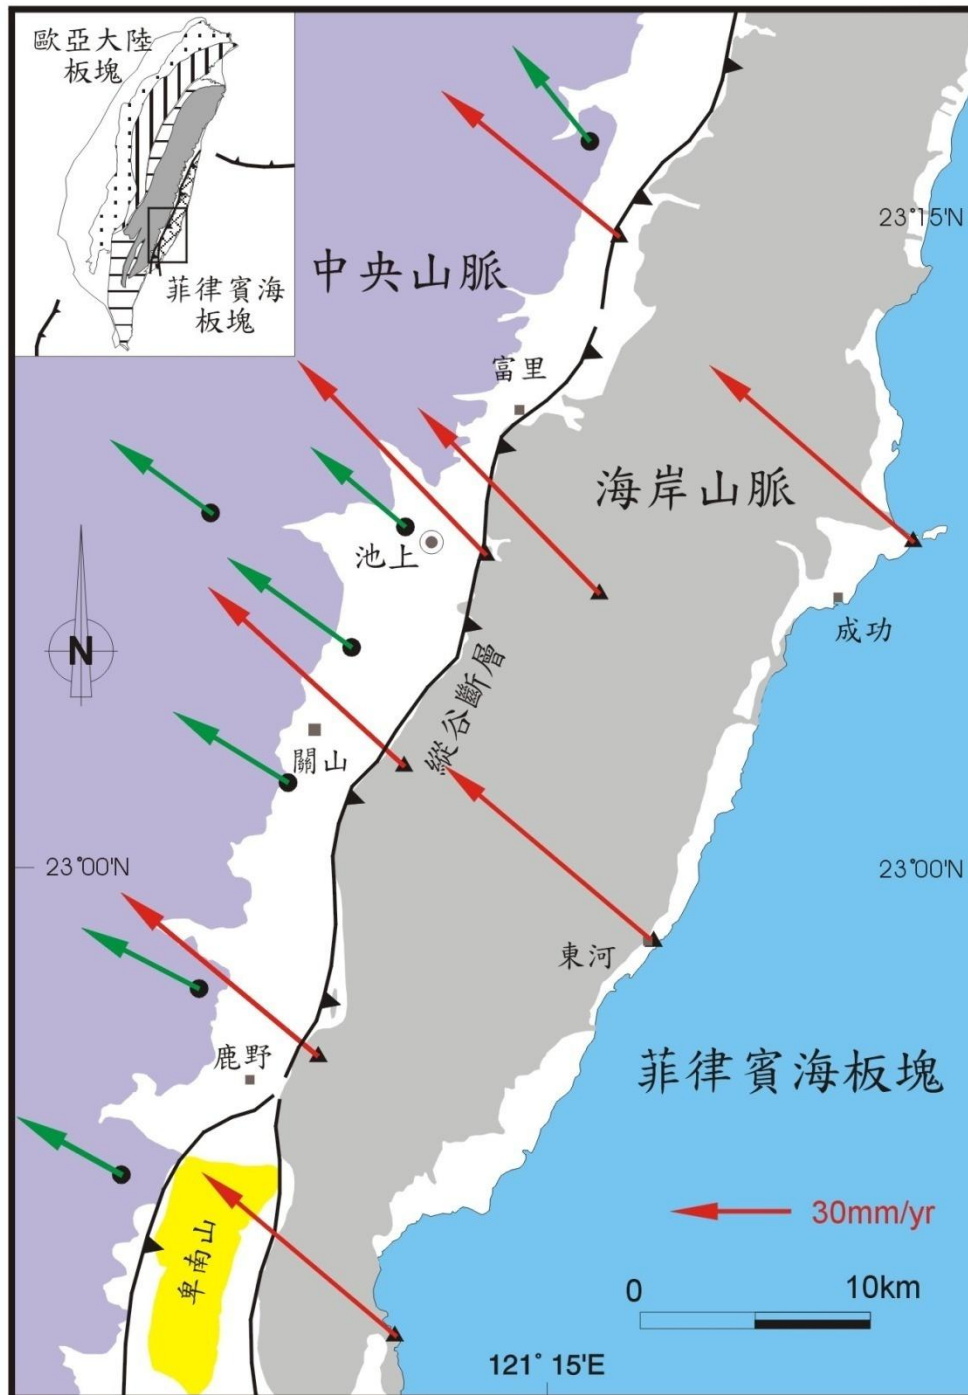 歐亞大陸
板塊
菲律賓海
板塊
23°15'N
中央山脈
富里
海岸山脈
池上
成功
N
縱谷斷層
關山
23°00'N
23°00'N
東河
鹿野
菲律賓海板塊
30mm/yr
卑南山
0
10km
121° 15'E